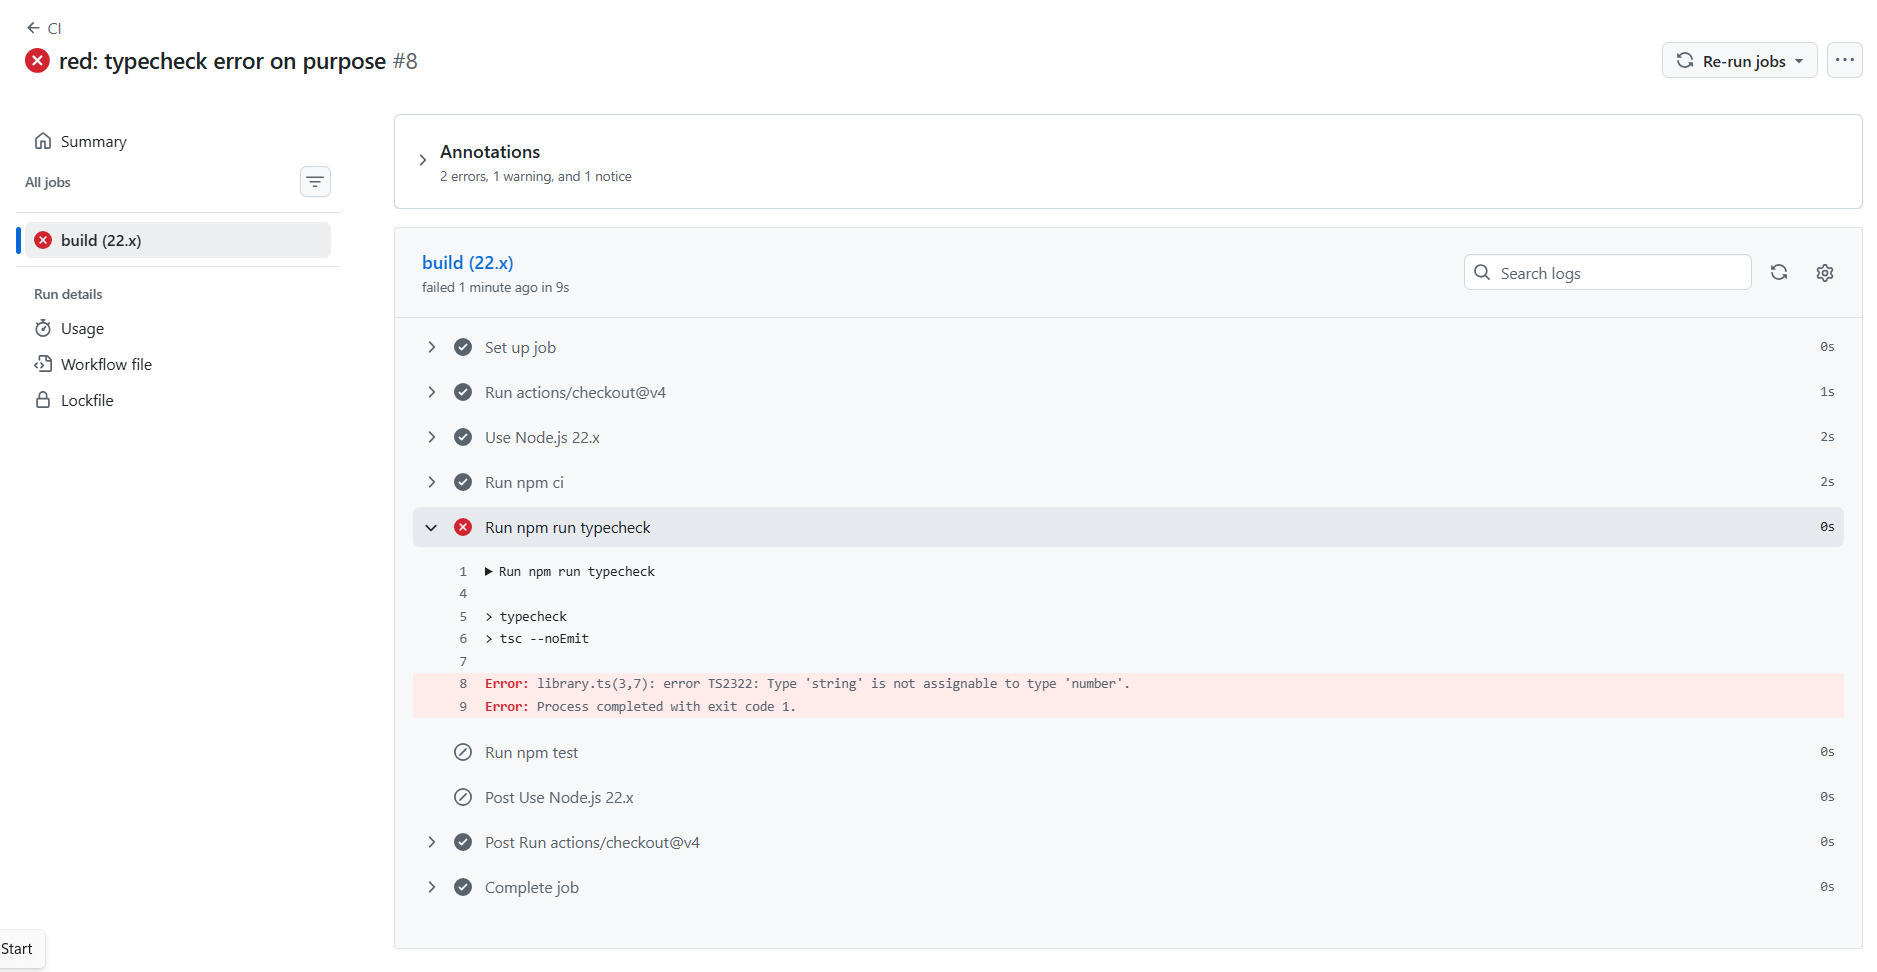 CI
red: typecheck error on purpose #8
Re-run jobs
Summary
All jobs
build (22.x)
Run details
Usage
Workflow file
Lockfile
Annotations
2 errors, 1 warning, and 1 notice
build (22.x)
failed 1 minute ago in 9s
Search logs
Set up job 0s
Run actions/checkout@v4 1s
Use Node.js 22.x 2s
Run npm ci 2s
Run npm run typecheck 0s
1 Run npm run typecheck
4
5 > typecheck
6 > tsc --noEmit
7
8 Error: library.ts(3,7): error TS2322: Type 'string' is not assignable to type 'number'.
9 Error: Process completed with exit code 1.
Run npm test 0s
Post Use Node.js 22.x 0s
Post Run actions/checkout@v4 0s
Complete job 0s
Start